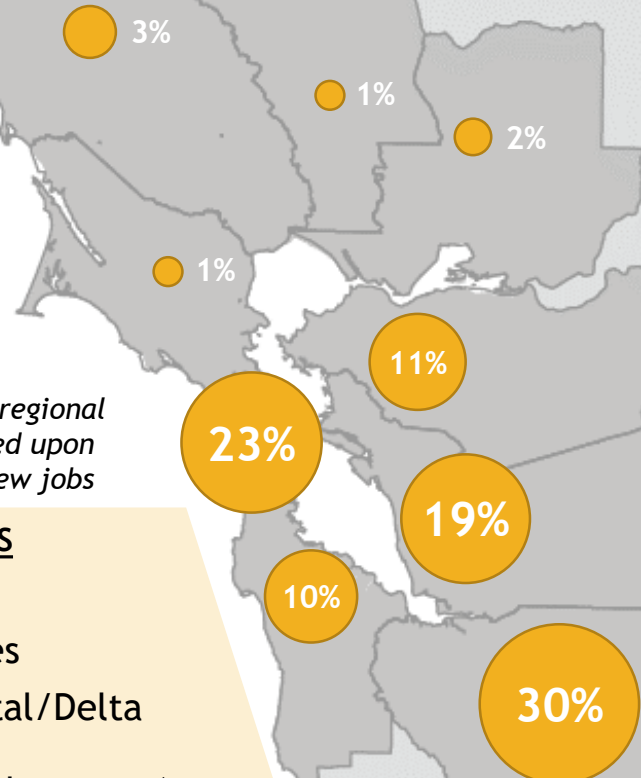 3%
1%
2%
1%
11%
regional
ed upon
ew jobs
23%
19%
s
10%
es
tal/Delta
30%